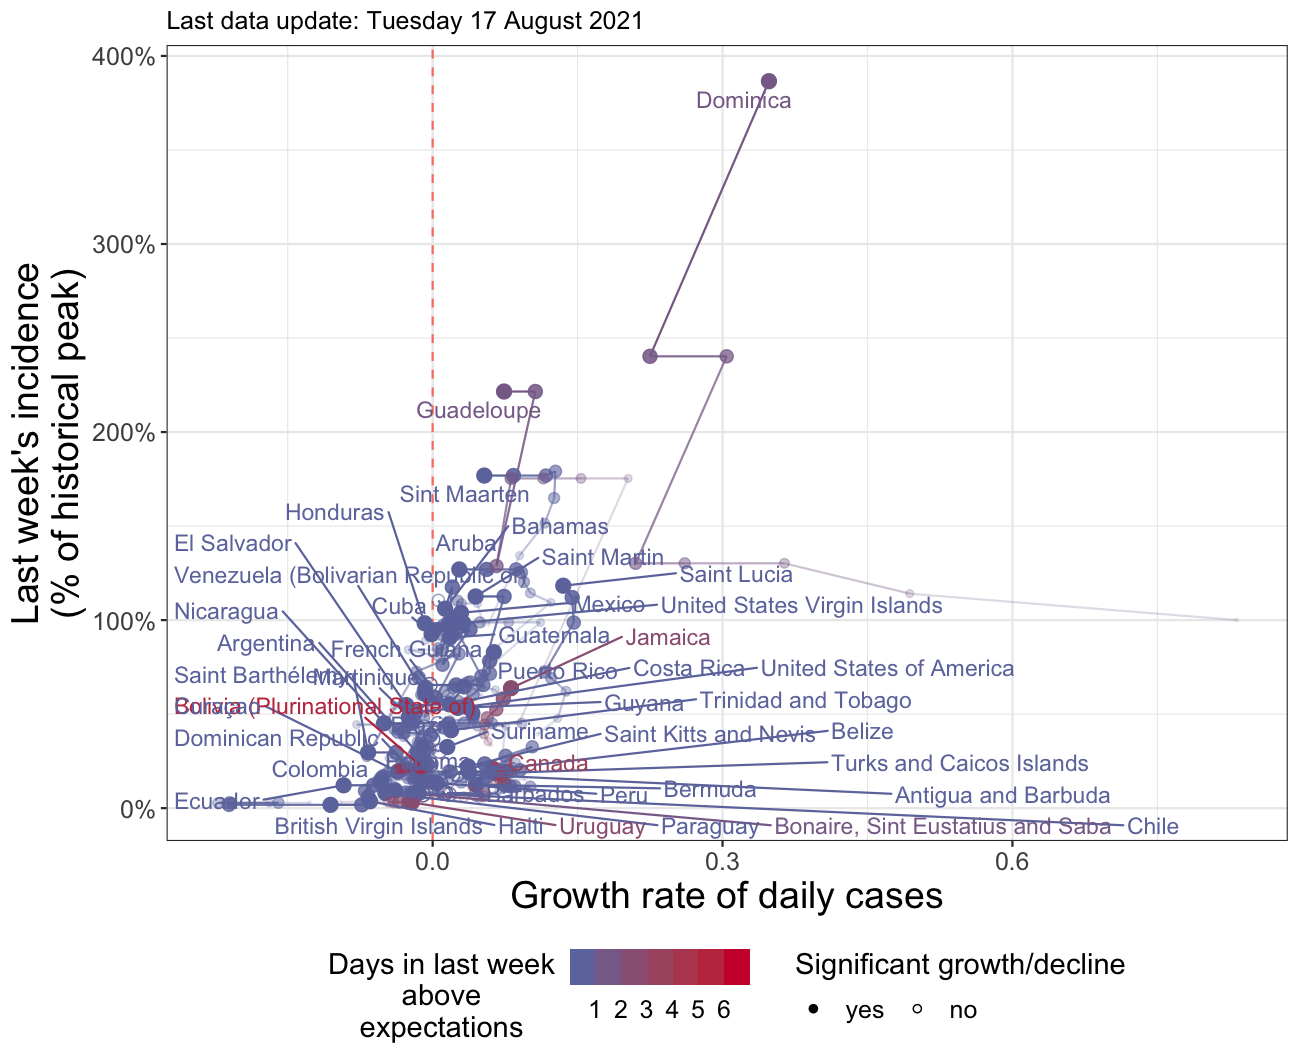 Last data update: Tuesday 17 August 2021
400%
Dominica
300%
200%
Guadeloupe
Sint Maarten
Honduras
Bahamas
El Salvador
Aruba
Saint Martin
Venezuela (Bolivarian Republic of)
Saint Lucia
Nicaragua
Cuba
Mexico
United States Virgin Islands
100%
Argentina
French Guiana
Guatemala
Jamaica
Saint Barthélemy
Martinique
Puerto Rico
Costa Rica
United States of America
Curaçao
Bolivia (Plurinational State of)
Guyana
Trinidad and Tobago
Dominican Republic
Suriname
Saint Kitts and Nevis
Belize
Colombia
Canada
Turks and Caicos Islands
Ecuador
Barbados
Peru
Bermuda
Antigua and Barbuda
0%
British Virgin Islands
Haiti
Uruguay
Paraguay
Bonaire, Sint Eustatius and Saba
Chile
0.0
0.3
0.6
Last week's incidence
(% of historical peak)
Growth rate of daily cases
Days in last week
above
expectations
1 2 3 4 5 6
Significant growth/decline
yes
no